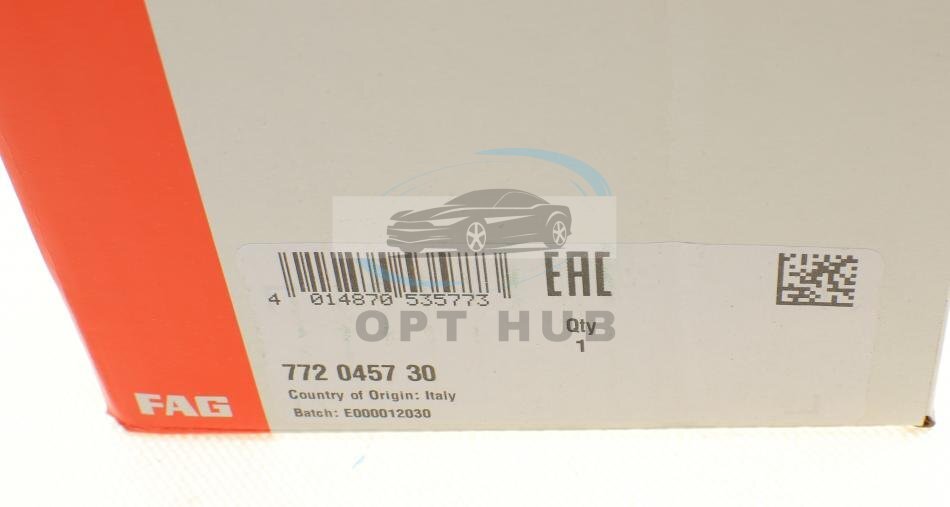 4 014870 535773
EAC
OPT HUB
Qty
1
772 0457 30
Country of Origin: Italy
Batch: E000012030
FAG